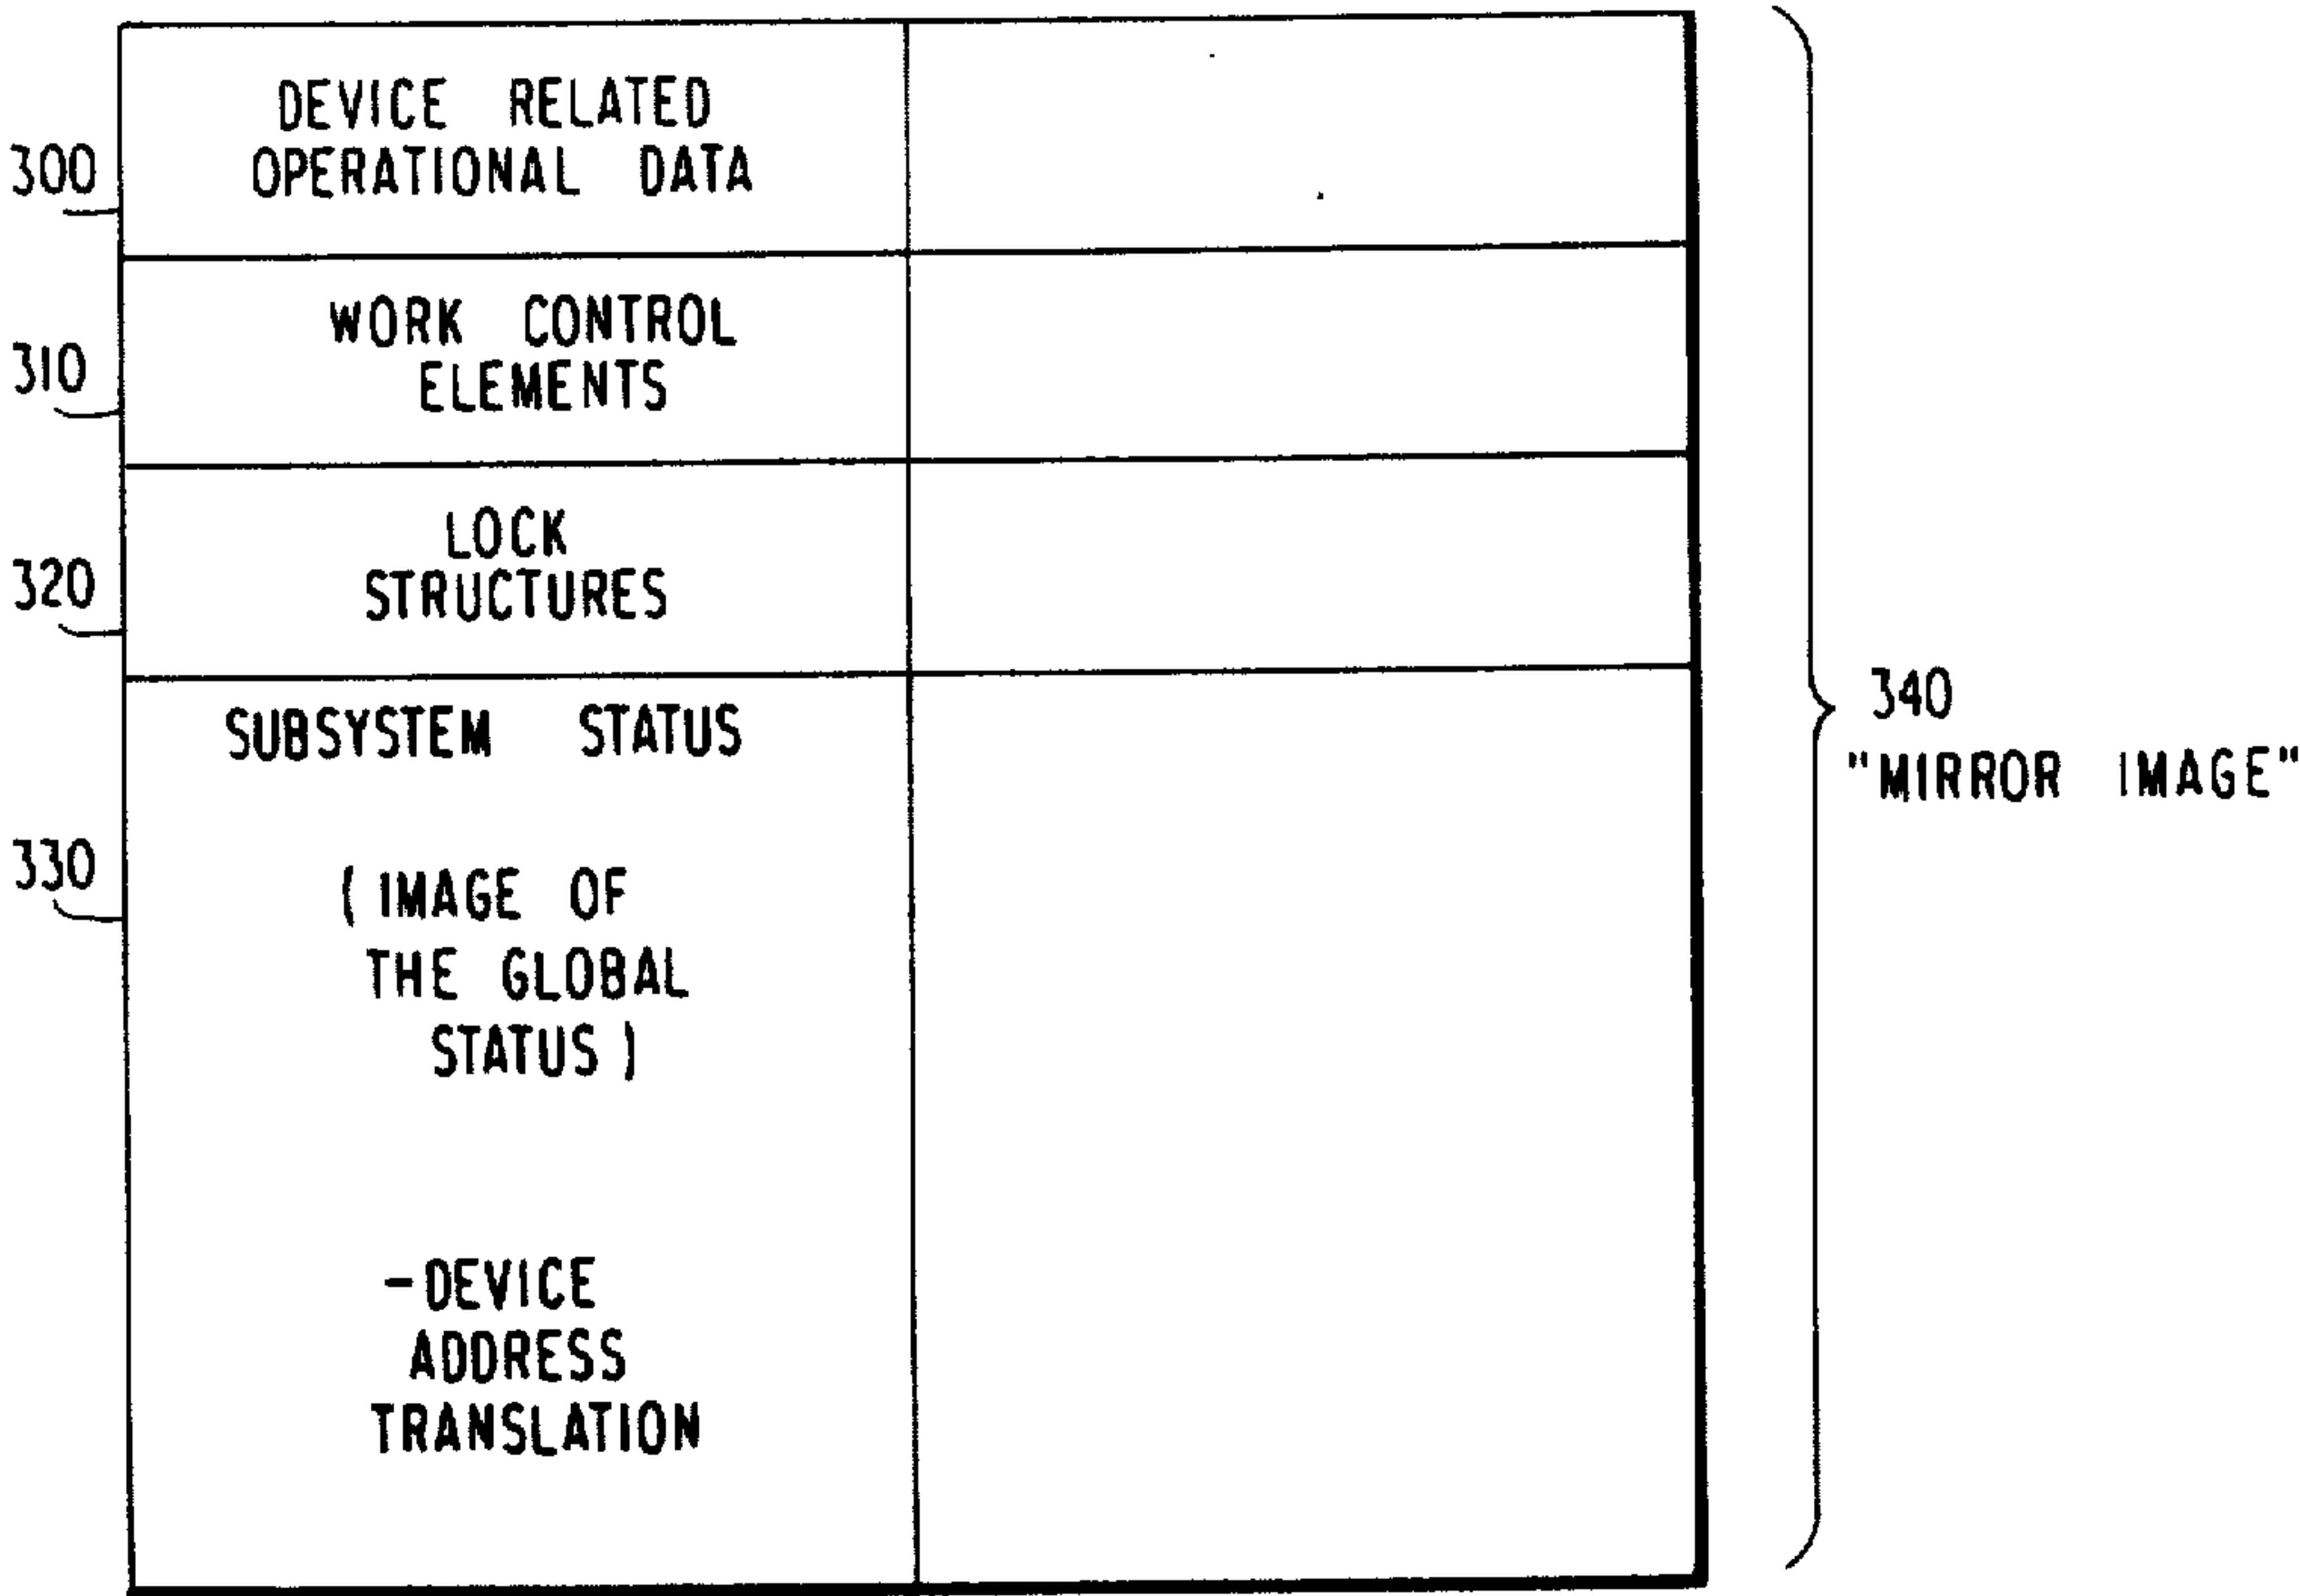 DEVICE RELATED
OPERATIONAL DATA
300
WORK CONTROL
ELEMENTS
310
LOCK
STRUCTURES
320
SUBSYSTEM STATUS
330
(IMAGE OF
THE GLOBAL
STATUS)
-DEVICE
ADDRESS
TRANSLATION
340
"MIRROR IMAGE"